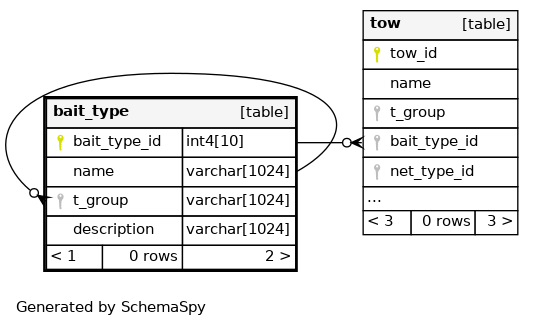 tow [table]
tow_id
name
t_group
bait_type_id
net_type_id
...
< 3 0 rows 3 >
bait_type [table]
bait_type_id int4[10]
name varchar[1024]
t_group varchar[1024]
description varchar[1024]
< 1 0 rows 2 >
Generated by SchemaSpy